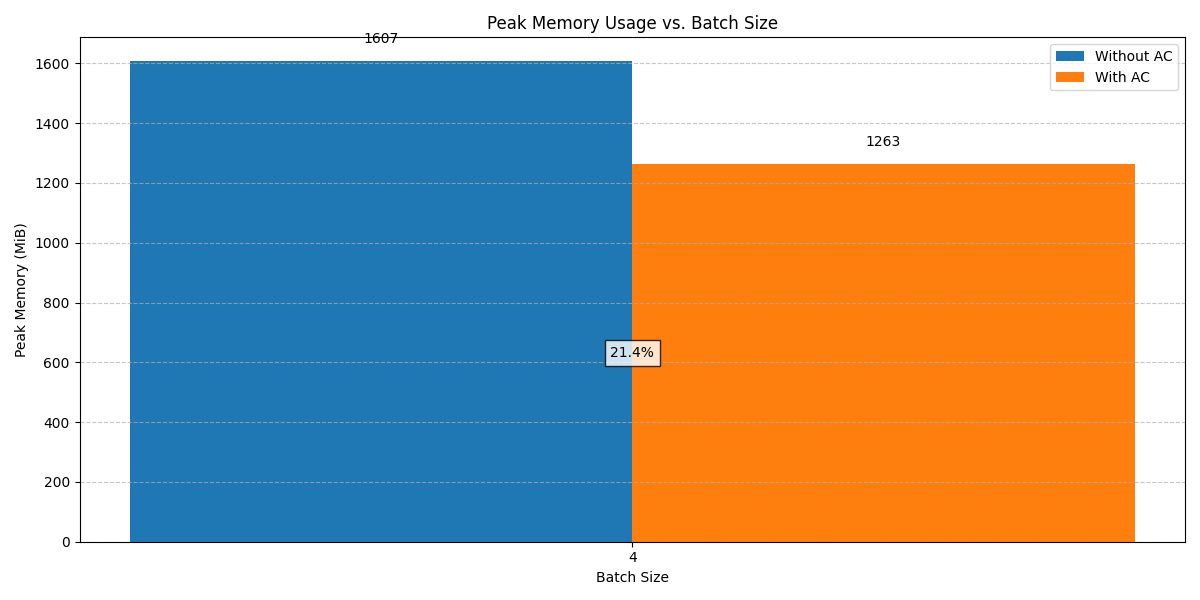 Peak Memory Usage vs. Batch Size
1607
Without AC
With AC
1263
21.4%
Peak Memory (MiB)
1600
1400
1200
1000
800
600
400
200
0
4
Batch Size